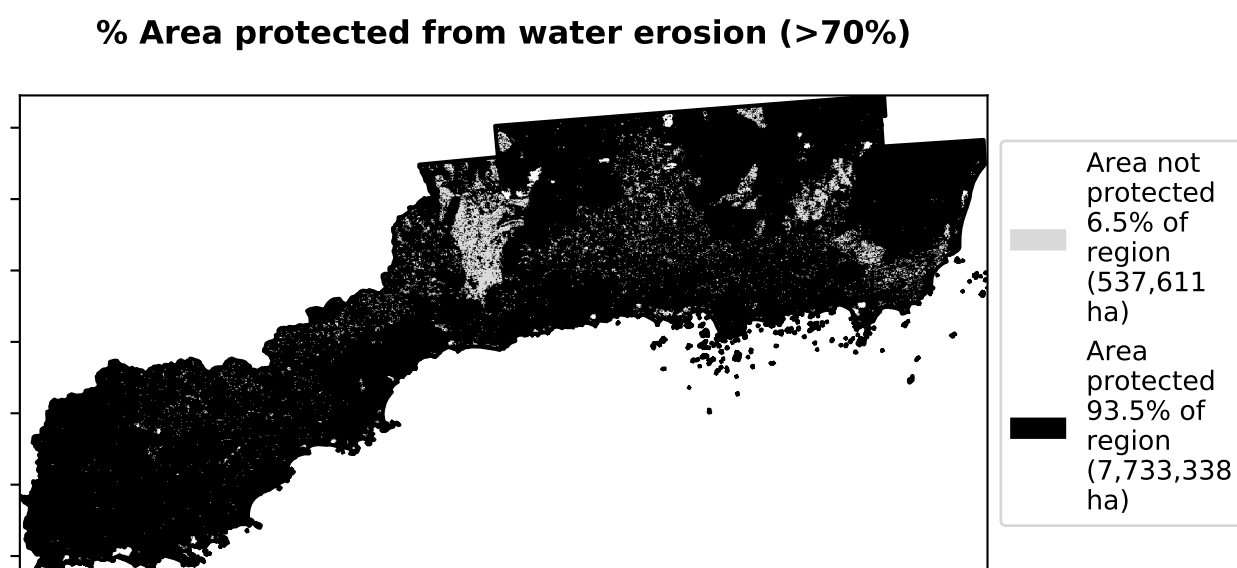 % Area protected from water erosion (>70%)
Area not
protected
6.5% of
region
(537,611
ha)
Area
protected
93.5% of
region
(7,733,338
ha)